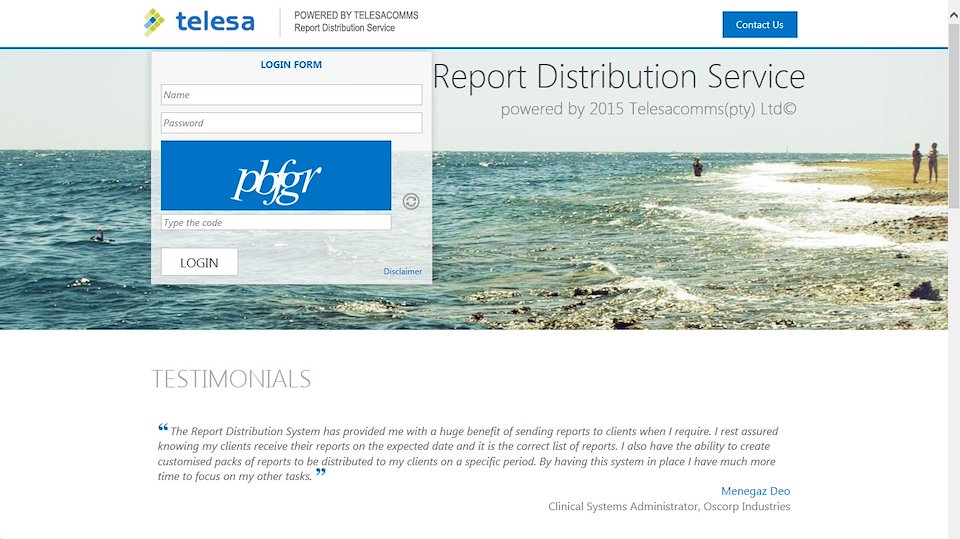 telesa
POWERED BY TELESACOMMS
Report Distribution Service
Contact Us
LOGIN FORM
Name
Password
pbfgr
Type the code
LOGIN
Disclaimer
Report Distribution Service
powered by 2015 Telesacomms(pty) Ltd©
TESTIMONIALS
“ The Report Distribution System has provided me with a huge benefit of sending reports to clients when I require. I rest assured
knowing my clients receive their reports on the expected date and it is the correct list of reports. I also have the ability to create
customised packs of reports to be distributed to my clients on a specific period. By having this system in place I have much more
time to focus on my other tasks. ”
Menegaz Deo
Clinical Systems Administrator, Oscorp Industries